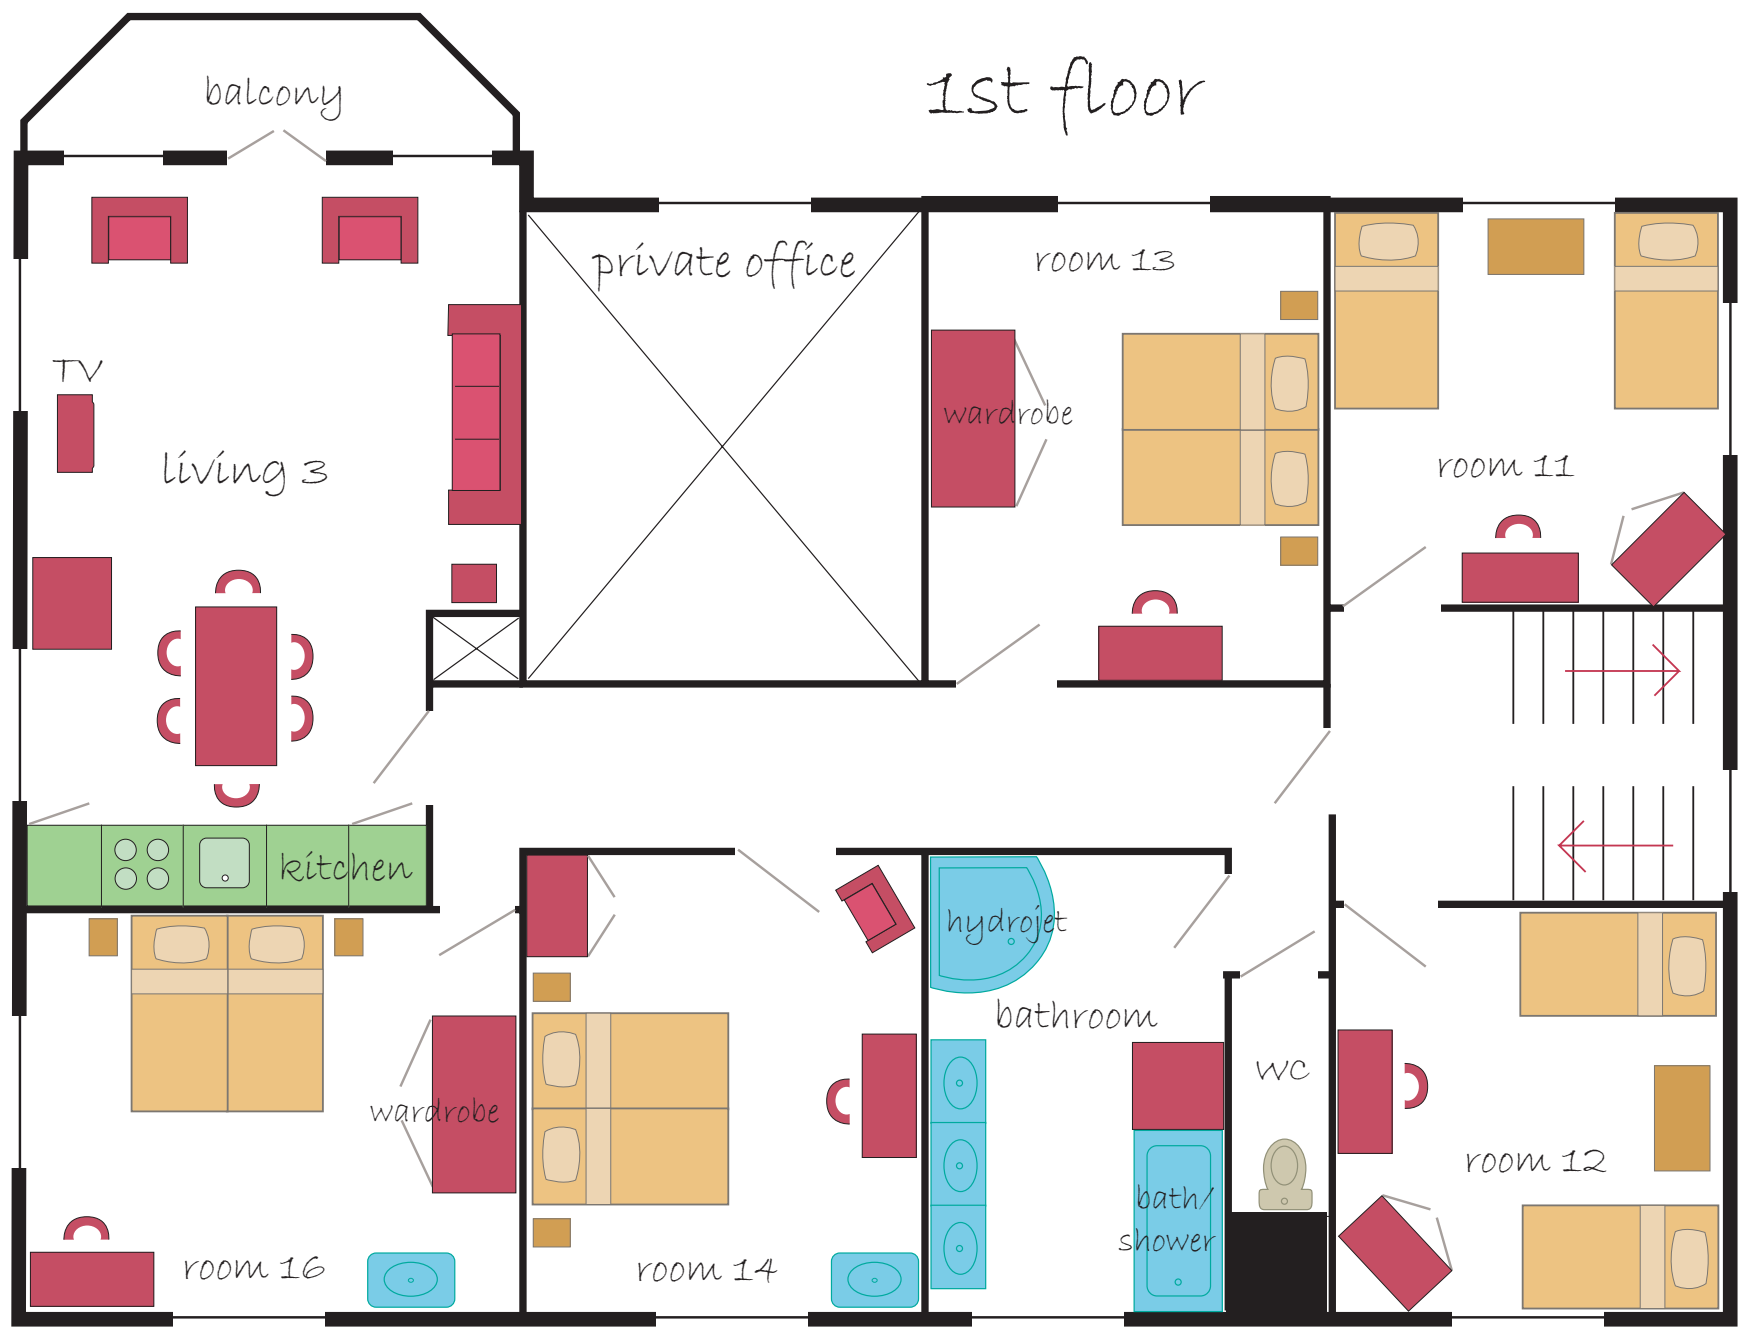 1st floor
balcony
private office
room 13
TV
wardrobe
living 3
room 11
kitchen
hydrojet
bathroom
wc
wardrobe
room 12
bath/
shower
room 16
room 14